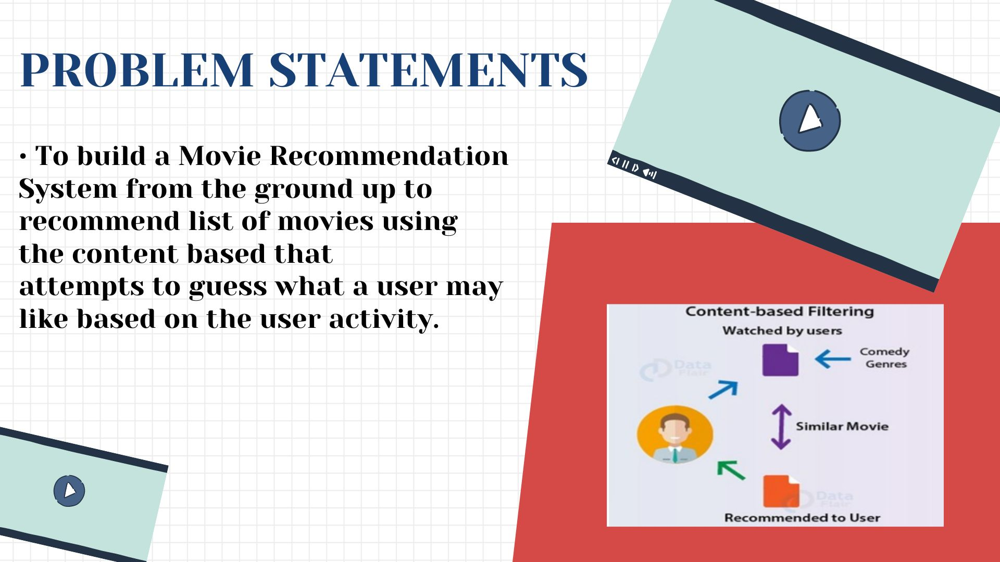 PROBLEM STATEMENTS
• To build a Movie Recommendation
System from the ground up to
recommend list of movies using
the content based that
attempts to guess what a user may
like based on the user activity.
Content-based Filtering
Watched by users
Comedy
Genres
Data
Flair
Similar Movie
Data
Flair
Recommended to User